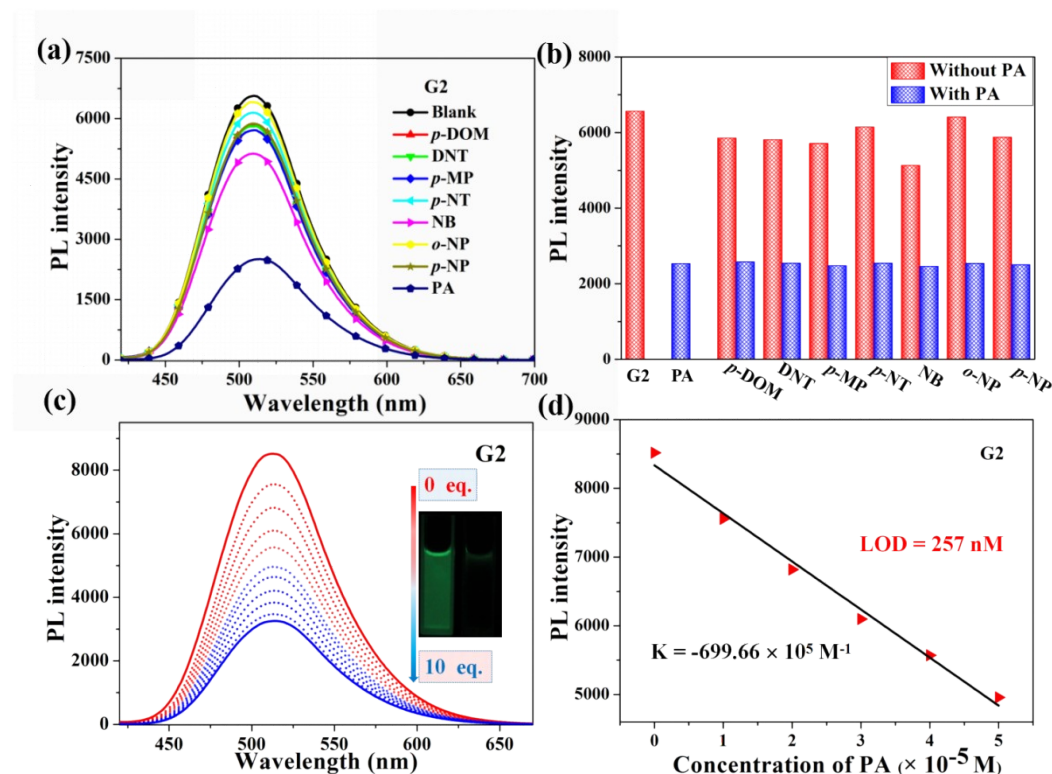 (a)
7500
6000
4500
3000
1500
0
PL intensity
450 500 550 600 650 700
Wavelength (nm)
G2
Blank
p-DOM
DNT
p-MP
p-NT
NB
o-NP
p-NP
PA
(b)
8000
6000
4000
2000
0
PL intensity
Without PA
With PA
G2 PA p-DOM DNT p-MP p-NT NB o-NP p-NP
(c)
8000
6000
4000
2000
0
PL intensity
450 500 550 600 650
Wavelength (nm)
G2
0 eq.
10 eq.
(d)
9000
8000
7000
6000
5000
PL intensity
0 1 2 3 4 5
Concentration of PA (× 10⁻⁵ M)
G2
LOD = 257 nM
K = -699.66 × 10⁵ M⁻¹